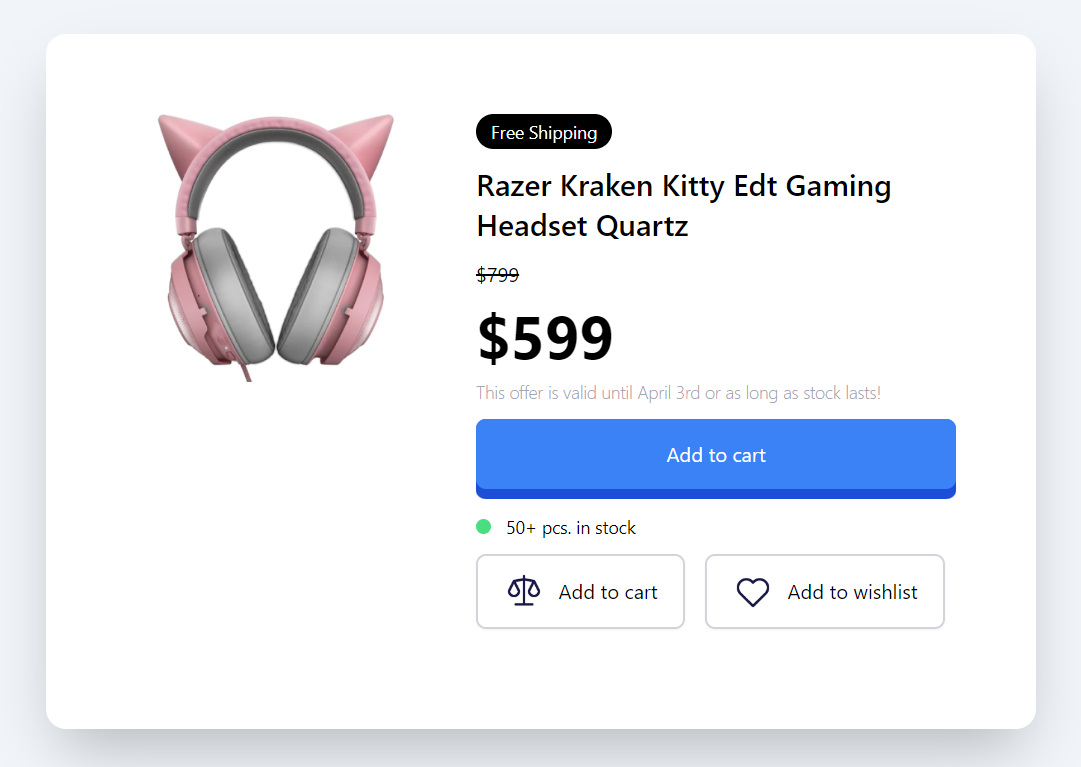 Free Shipping
Razer Kraken Kitty Edt Gaming
Headset Quartz
$799
$599
This offer is valid until April 3rd or as long as stock lasts!
Add to cart
50+ pcs. in stock
Add to cart
Add to wishlist